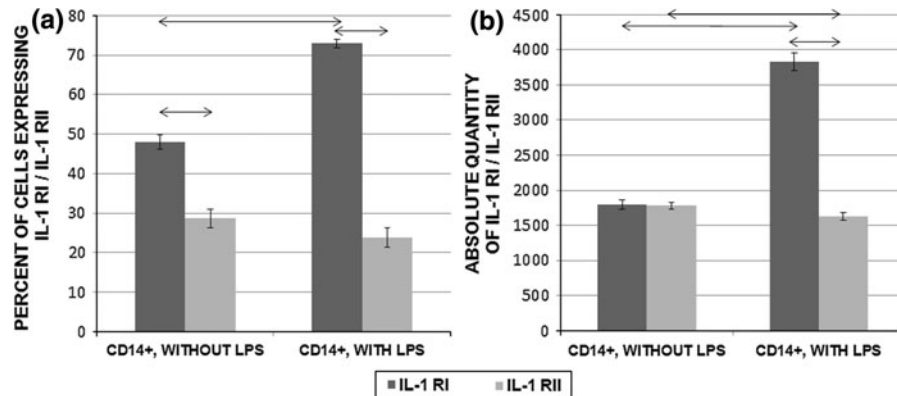 (a)
PERCENT OF CELLS EXPRESSING
IL-1 RI / IL-1 RII
80
70
60
50
40
30
20
10
0
CD14+, WITHOUT LPS
CD14+, WITH LPS
(b)
ABSOLUTE QUANTITY
OF IL-1 RI / IL-1 RII
4500
4000
3500
3000
2500
2000
1500
1000
500
0
CD14+, WITHOUT LPS
CD14+, WITH LPS
IL-1 RI
IL-1 RII